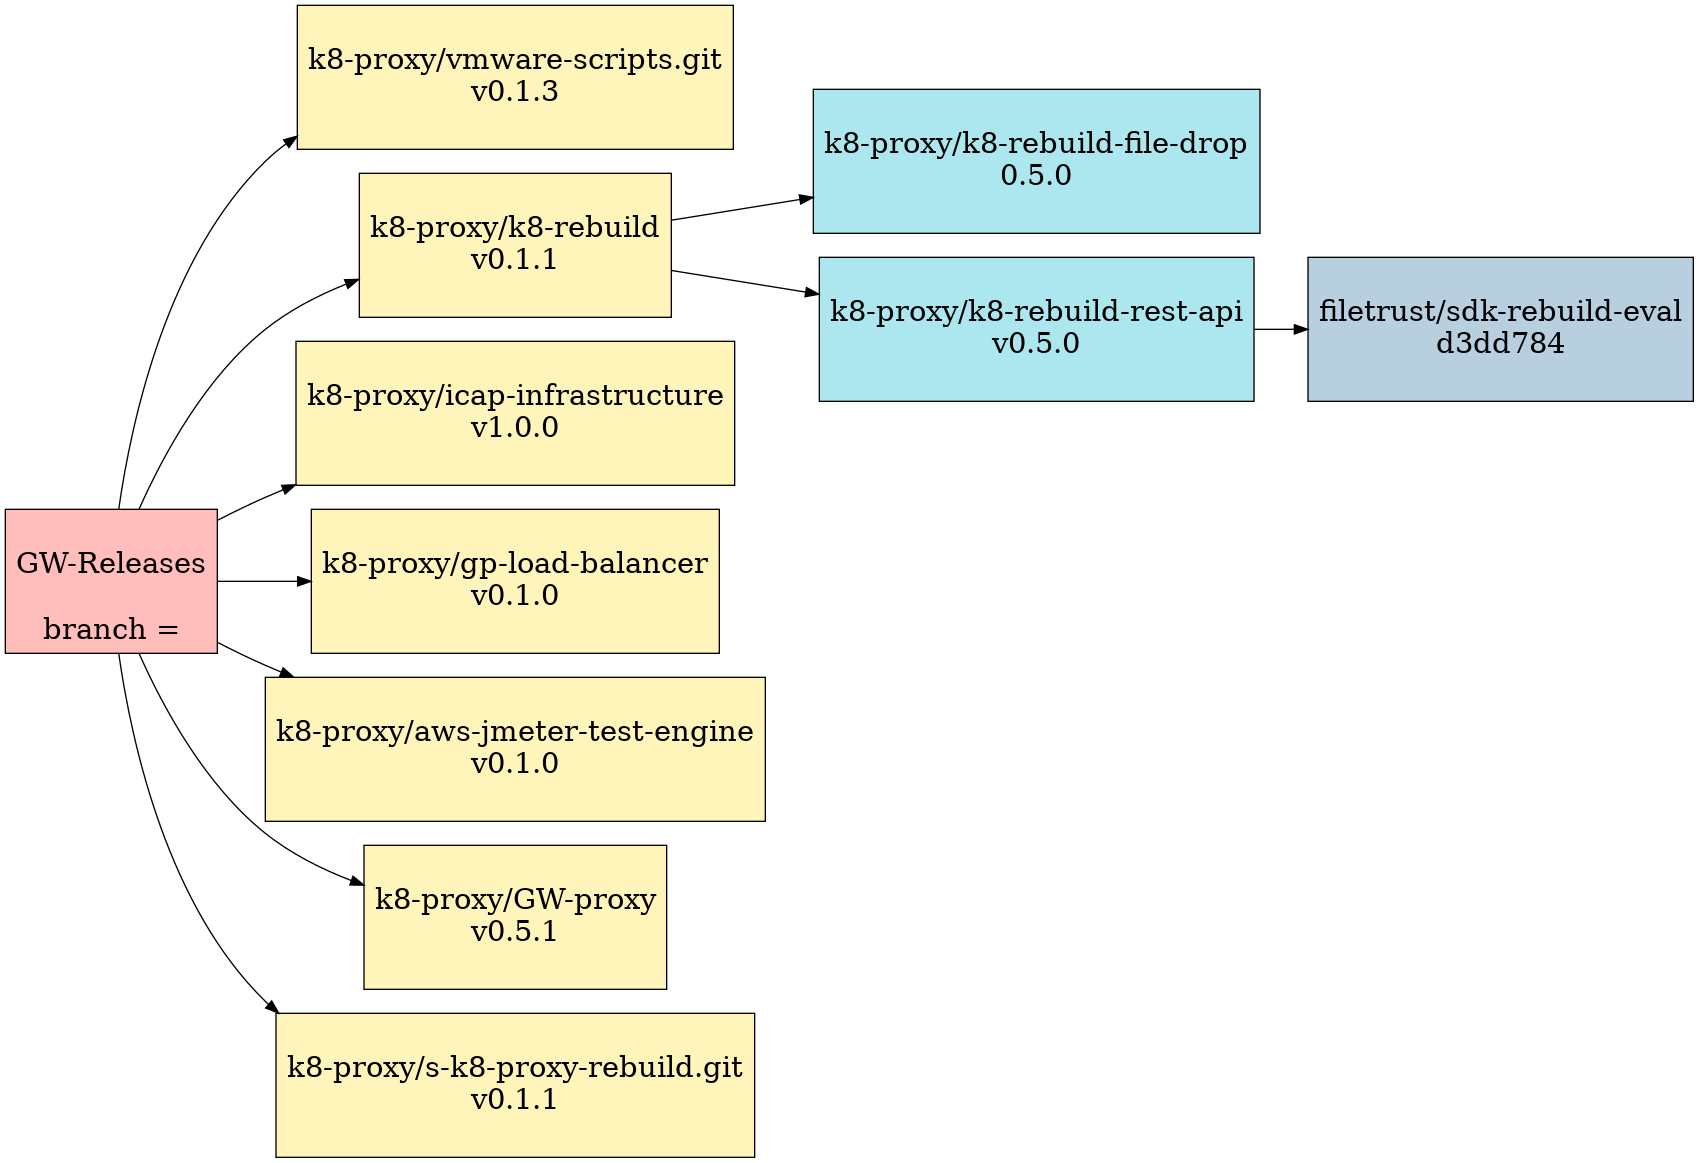 k8-proxy/vmware-scripts.git
v0.1.3
k8-proxy/k8-rebuild-file-drop
0.5.0
k8-proxy/k8-rebuild
v0.1.1
k8-proxy/k8-rebuild-rest-api
v0.5.0
filetrust/sdk-rebuild-eval
d3dd784
k8-proxy/icap-infrastructure
v1.0.0
GW-Releases
branch =
k8-proxy/gp-load-balancer
v0.1.0
k8-proxy/aws-jmeter-test-engine
v0.1.0
k8-proxy/GW-proxy
v0.5.1
k8-proxy/s-k8-proxy-rebuild.git
v0.1.1